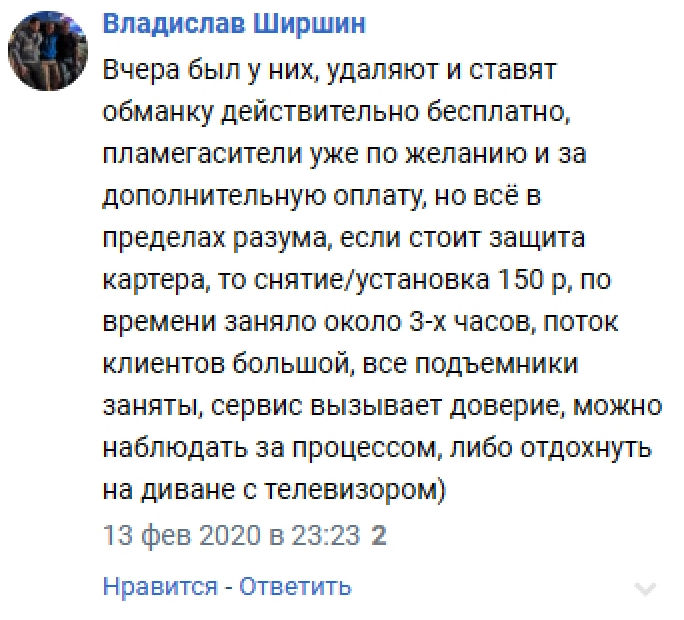 Владислав Ширшин
Вчера был у них, удаляют и ставят
обманку действительно бесплатно,
пламегасители уже по желанию и за
дополнительную оплату, но всё в
пределах разума, если стоит защита
картера, то снятие/установка 150 р, по
времени заняло около 3-х часов, поток
клиентов большой, все подъемники
заняты, сервис вызывает доверие, можно
наблюдать за процессом, либо отдохнуть
на диване с телевизором)
13 фев 2020 в 23:23 2
Нравится - Ответить